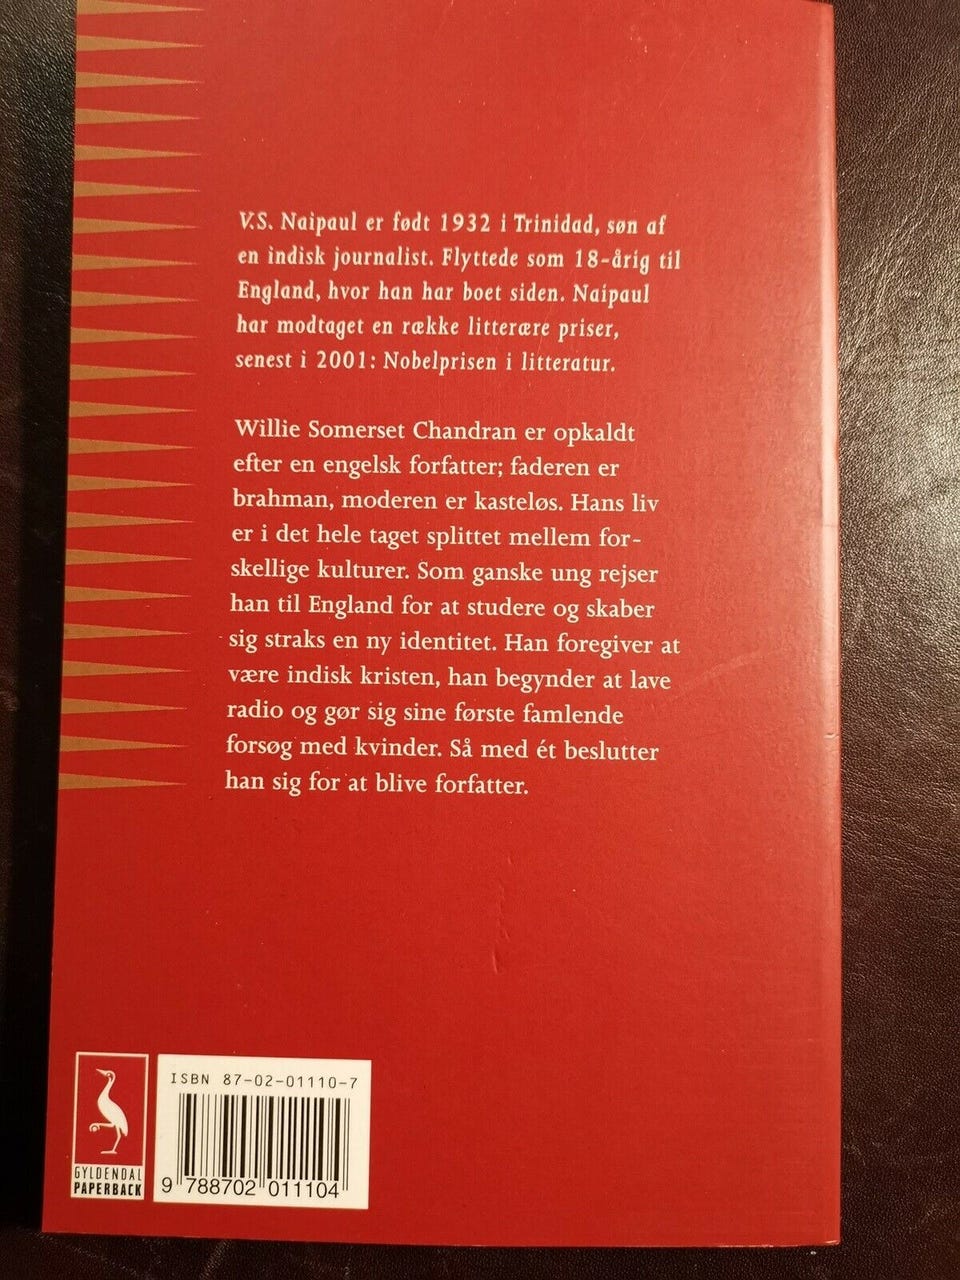 V.S. Naipaul er født 1932 i Trinidad, søn af
en indisk journalist. Flyttede som 18-årig til
England, hvor han har boet siden. Naipaul
har modtaget en række litterære priser,
senest i 2001: Nobelprisen i litteratur.
Willie Somerset Chandran er opkaldt
efter en engelsk forfatter; faderen er
brahman, moderen er kasteløs. Hans liv
er i det hele taget splittet mellem for-
skellige kulturer. Som ganske ung rejser
han til England for at studere og skaber
sig straks en ny identitet. Han foregiver at
være indisk kristen, han begynder at lave
radio og gør sig sine første famlende
forsøg med kvinder. Så med ét beslutter
han sig for at blive forfatter.
ISBN 87-02-01110-7
9 788702 011104
GYLDENDAL
PAPERBACK